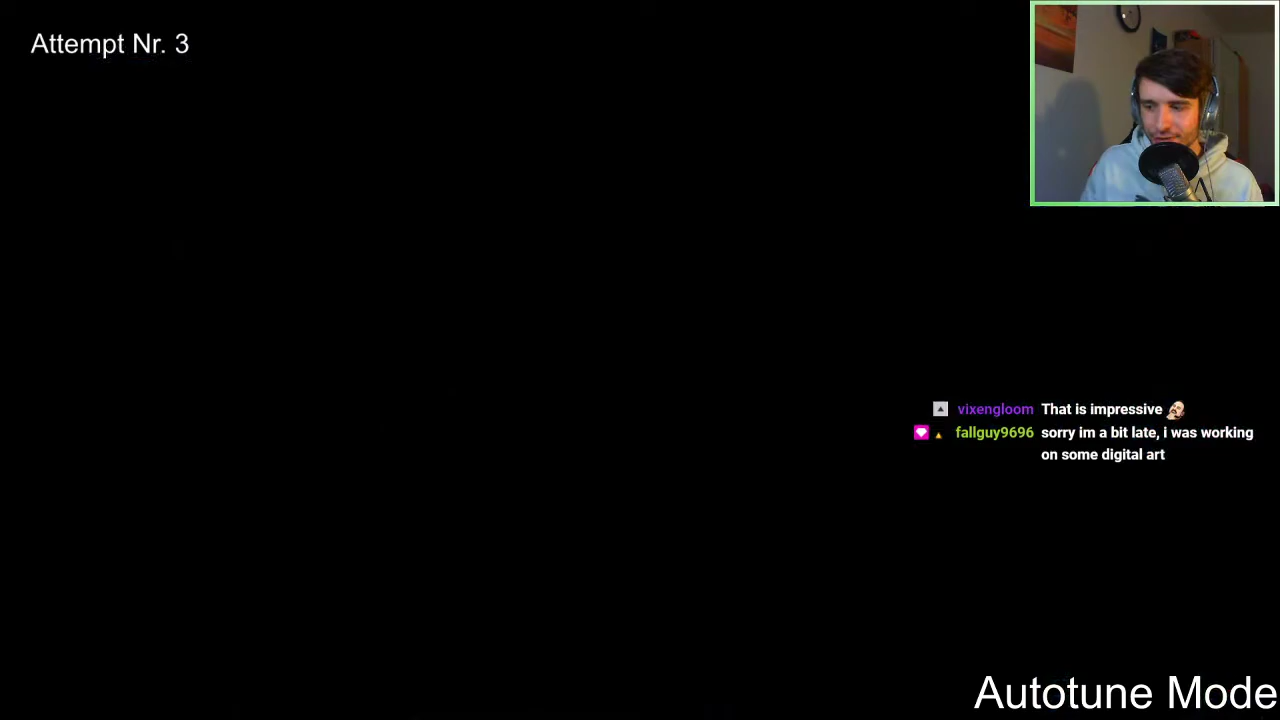 Attempt Nr. 3
vixengloom That is impressive
fallguy9696 sorry im a bit late, i was working
on some digital art
Autotune Mode